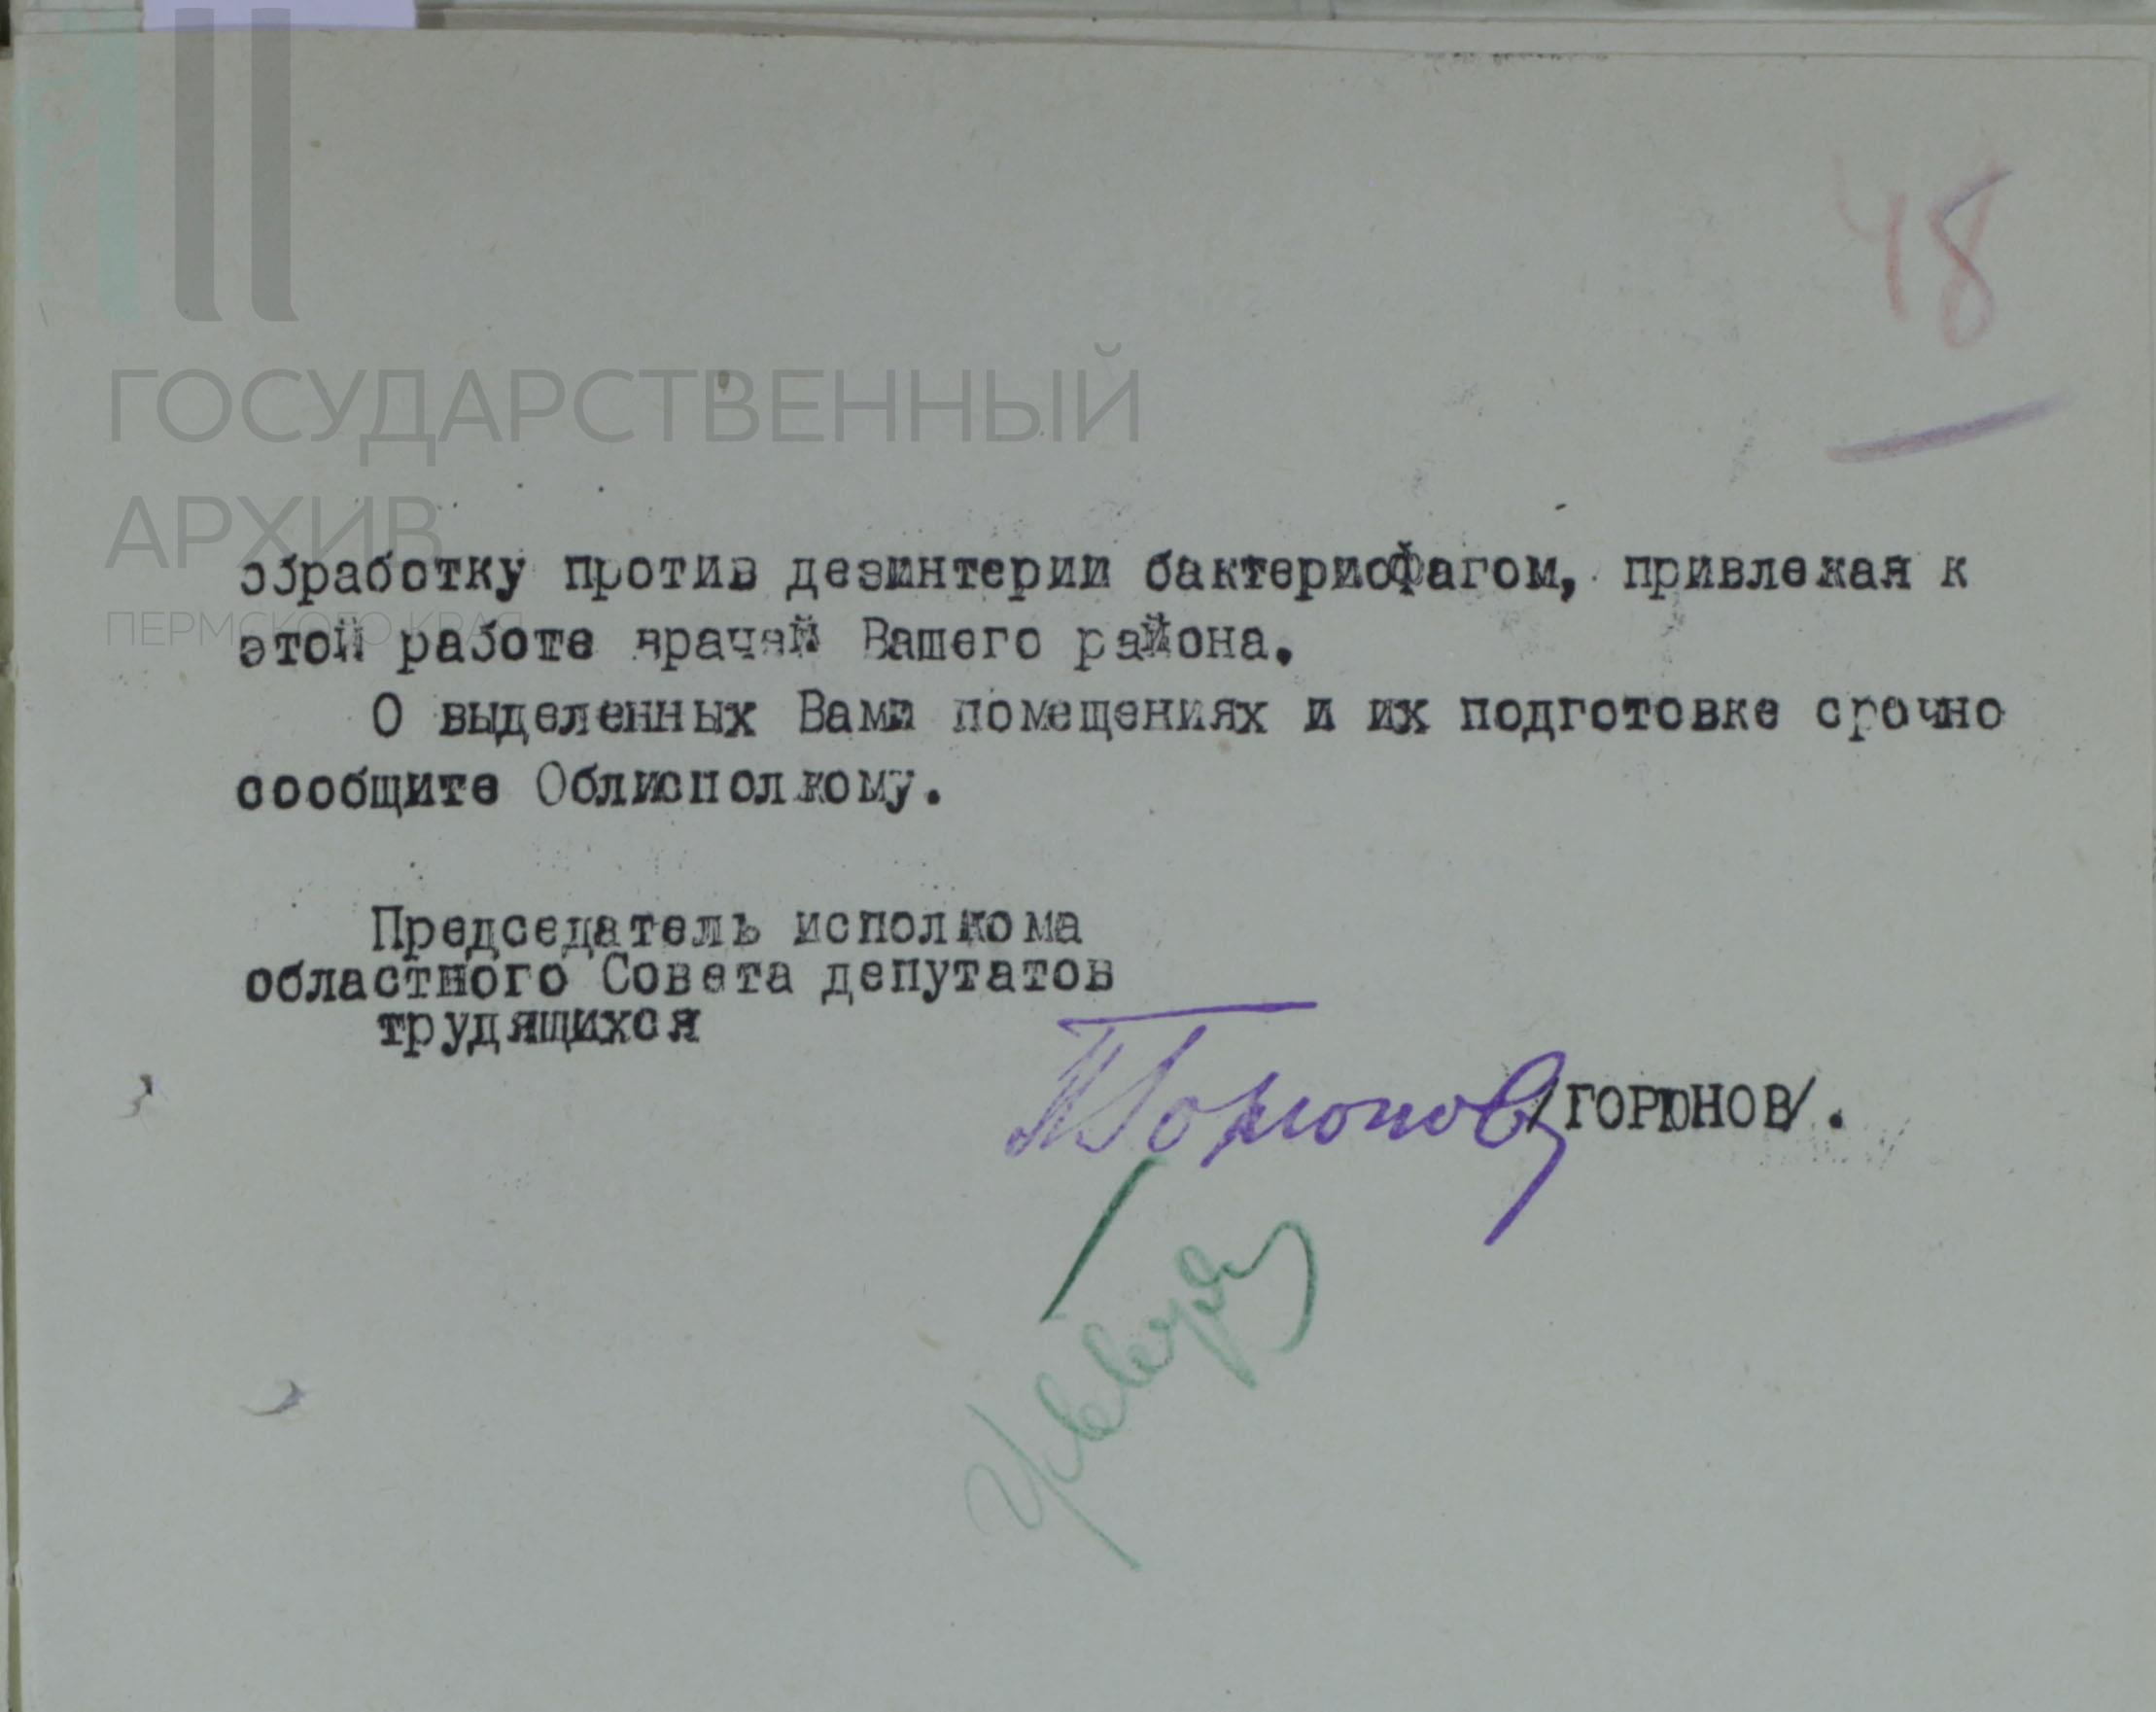 48
ГОСУДАРСТВЕННЫЙ
АРХИВ
ПЕРМСКОГО КРАЯ
обработку против дезинтерии бактериофагом, привлекая к
этой работе врачей Вашего района.
О выделенных Вами помещениях и их подготовке срочно
сообщите Облисполкому.
Председатель исполкома
областного Совета депутатов
трудящихся
Горюнов /ГОРЮНОВ/.